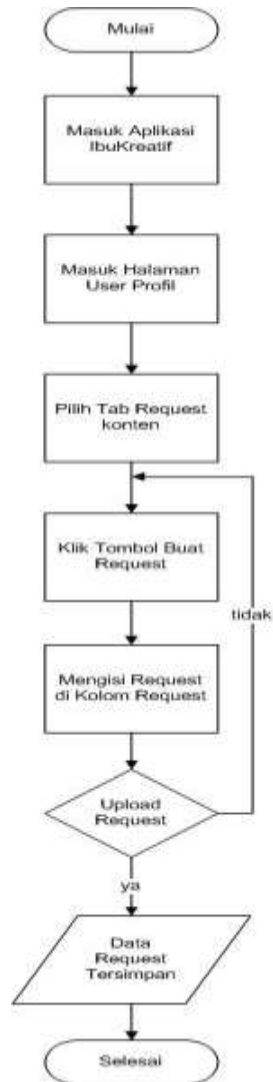 Mulai
Masuk Aplikasi
IbuKreatif
Masuk Halaman
User Profil
Pilih Tab Request
konten
Klik Tombol Buat
Request
tidak
Mengisi Request
di Kolom Request
Upload
Request
ya
Data
Request
Tersimpan
Selesai